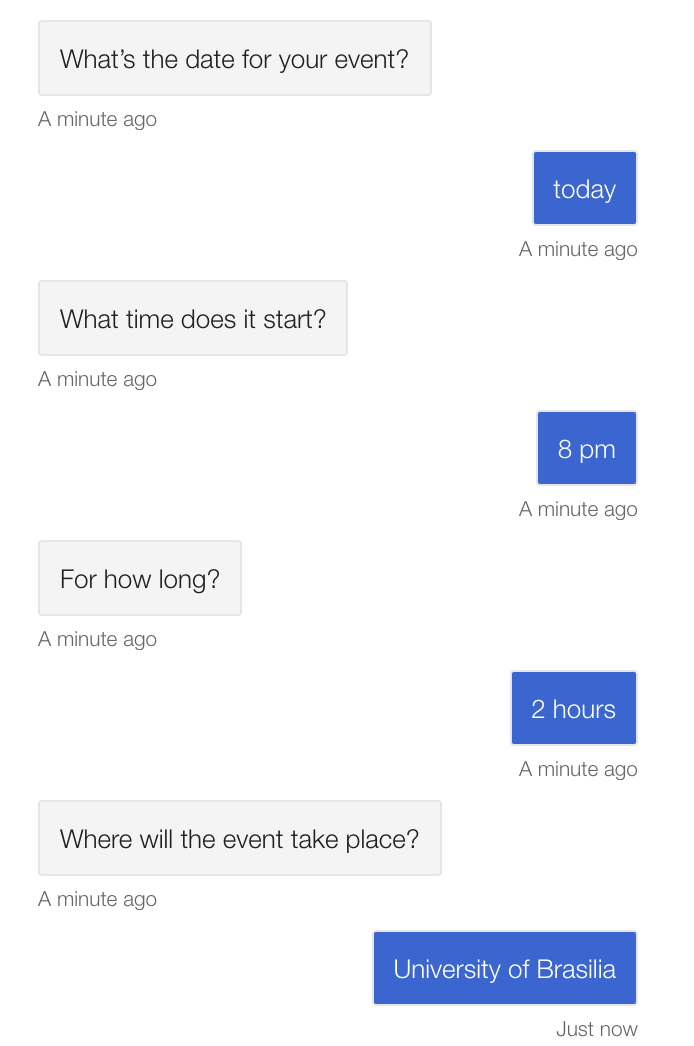 What’s the date for your event?
A minute ago
today
A minute ago
What time does it start?
A minute ago
8 pm
A minute ago
For how long?
A minute ago
2 hours
A minute ago
Where will the event take place?
A minute ago
University of Brasilia
Just now